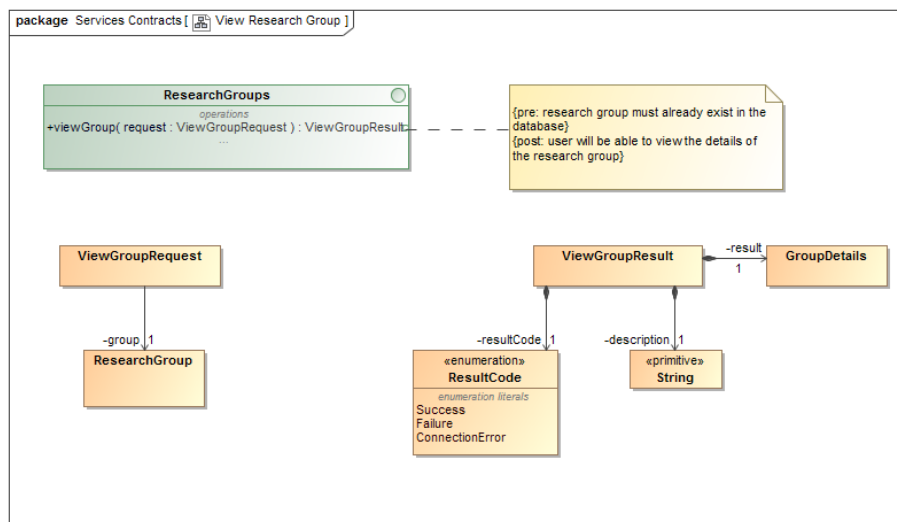 package Services Contracts [ View Research Group ]
ResearchGroups
operations
+viewGroup( request : ViewGroupRequest ) : ViewGroupResult
...
{pre: research group must already exist in the
database}
{post: user will be able to view the details of
the research group}
ViewGroupRequest
ViewGroupResult
-result
1
GroupDetails
-group 1
-resultCode 1
-description 1
ResearchGroup
«enumeration»
ResultCode
enumeration literals
Success
Failure
ConnectionError
«primitive»
String